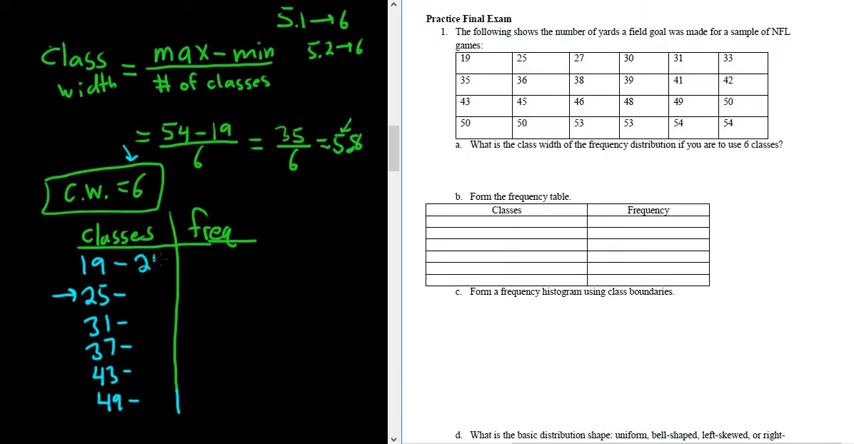 5.1→6
5.2→6
Class width = max − min / # of classes
= 54 − 19 / 6 = 35 / 6 = 5.8
C.W. = 6
classes | freq
19 − 2
→ 25 −
31 −
37 −
43 −
49 −
Practice Final Exam
1. The following shows the number of yards a field goal was made for a sample of NFL
games:
19 25 27 30 31 33
35 36 38 39 41 42
43 45 46 48 49 50
50 50 53 53 54 54
a. What is the class width of the frequency distribution if you are to use 6 classes?
b. Form the frequency table.
Classes Frequency
c. Form a frequency histogram using class boundaries.
d. What is the basic distribution shape: uniform, bell-shaped, left-skewed, or right-